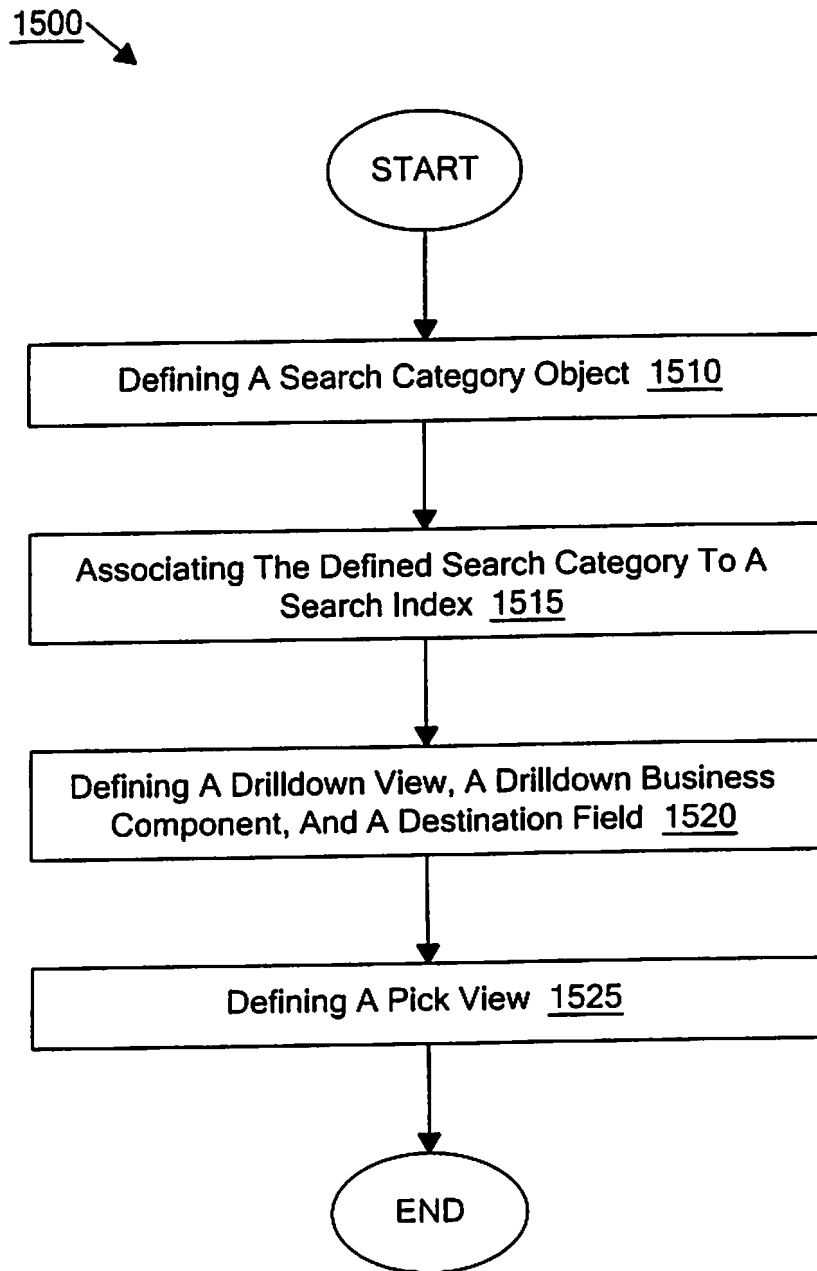 1500
START
Defining A Search Category Object 1510
Associating The Defined Search Category To A
Search Index 1515
Defining A Drilldown View, A Drilldown Business
Component, And A Destination Field 1520
Defining A Pick View 1525
END